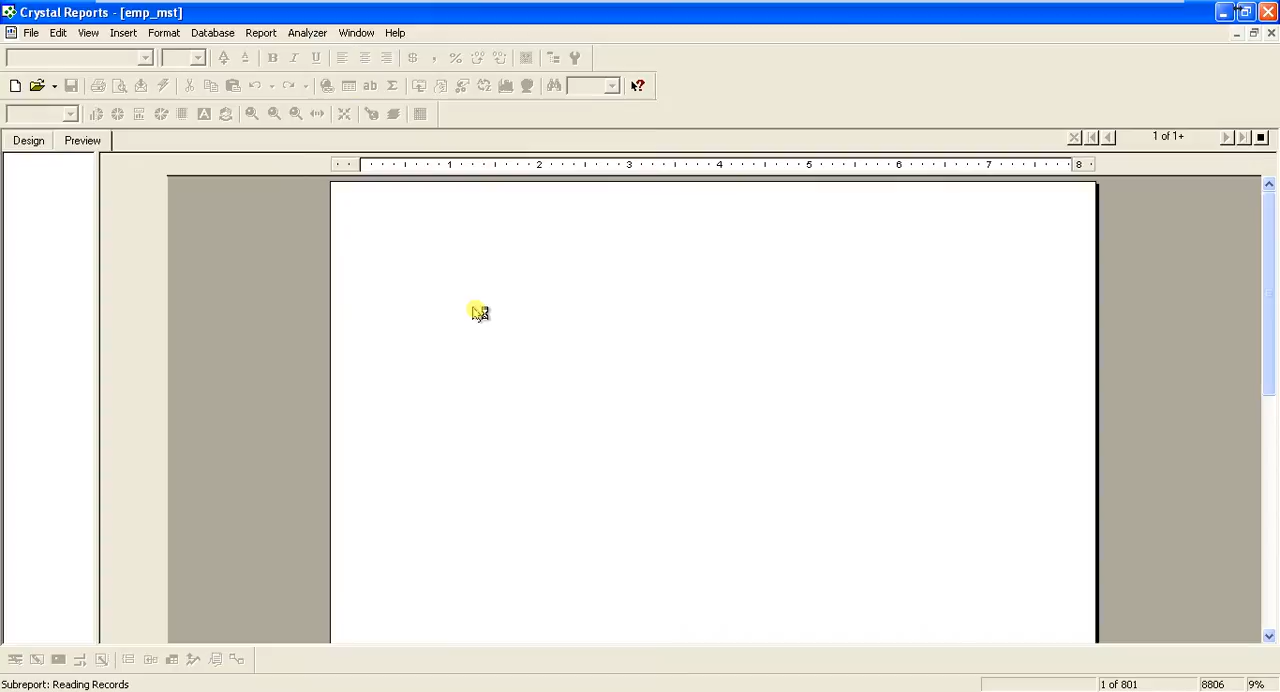 Crystal Reports - [emp_mst]
File Edit View Insert Format Database Report Analyzer Window Help
B I U $ , %
ab Σ
A
Design Preview 1 of 1+
1 2 3 4 5 6 7 8
Subreport: Reading Records 1 of 801 8806 9%